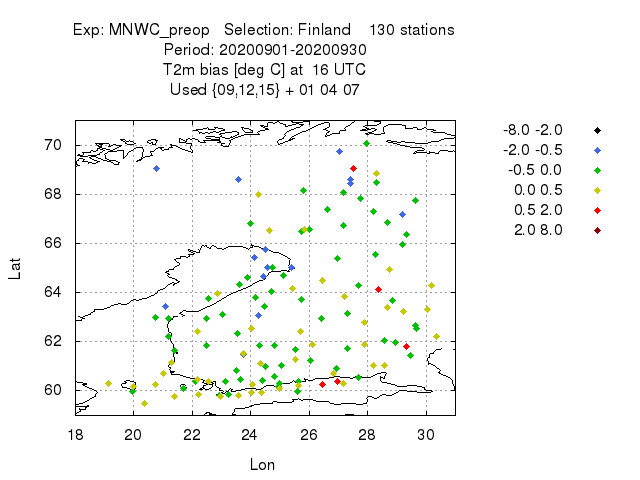 Exp: MNWC_preop Selection: Finland 130 stations
Period: 20200901-20200930
T2m bias [deg C] at 16 UTC
Used {09,12,15} + 01 04 07
-8.0 -2.0
-2.0 -0.5
-0.5 0.0
0.0 0.5
0.5 2.0
2.0 8.0
70
68
66
64
62
60
Lat
18 20 22 24 26 28 30
Lon